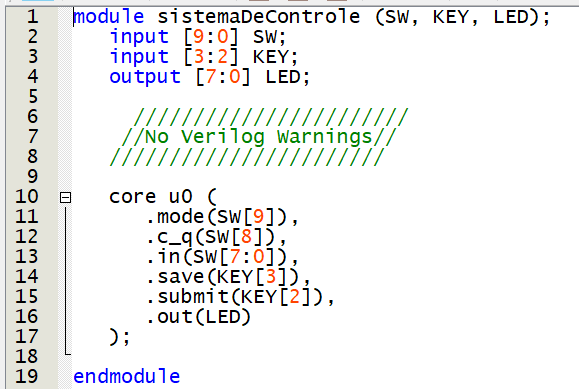 1 module sistemaDeControle (SW, KEY, LED);
2 input [9:0] SW;
3 input [3:2] KEY;
4 output [7:0] LED;
5
6 ///////////////////////
7 //No Verilog Warnings//
8 ///////////////////////
9
10 core u0 (
11 .mode(SW[9]),
12 .c_q(SW[8]),
13 .in(SW[7:0]),
14 .save(KEY[3]),
15 .submit(KEY[2]),
16 .out(LED)
17 );
18
19 endmodule